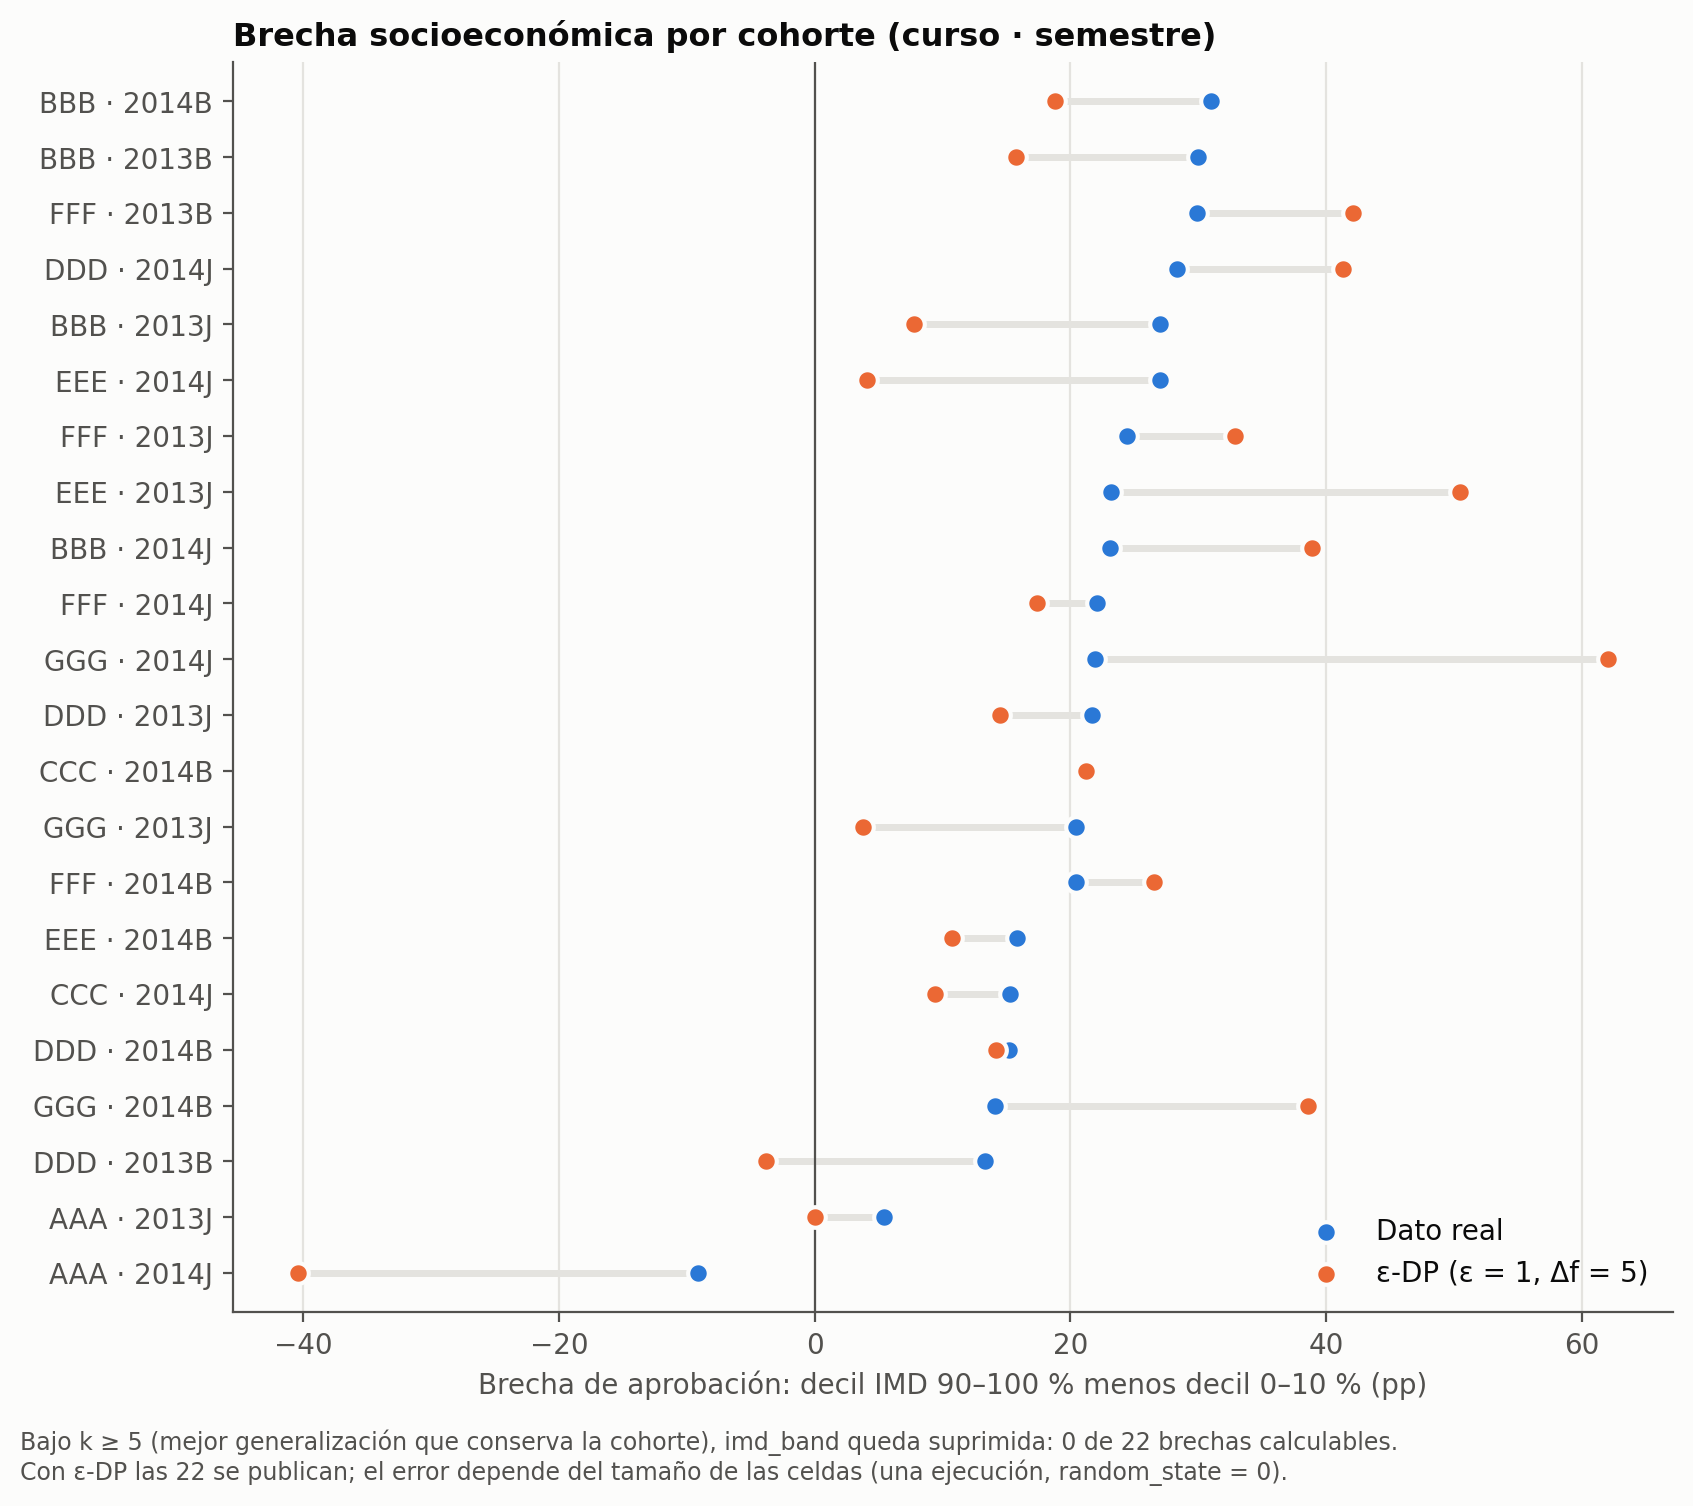 Brecha socioeconómica por cohorte (curso · semestre)
BBB · 2014B
BBB · 2013B
FFF · 2013B
DDD · 2014J
BBB · 2013J
EEE · 2014J
FFF · 2013J
EEE · 2013J
BBB · 2014J
FFF · 2014J
GGG · 2014J
DDD · 2013J
CCC · 2014B
GGG · 2013J
FFF · 2014B
EEE · 2014B
CCC · 2014J
DDD · 2014B
GGG · 2014B
DDD · 2013B
AAA · 2013J
AAA · 2014J
Dato real
ε-DP (ε = 1, Δf = 5)
−40 −20 0 20 40 60
Brecha de aprobación: decil IMD 90–100 % menos decil 0–10 % (pp)
Bajo k ≥ 5 (mejor generalización que conserva la cohorte), imd_band queda suprimida: 0 de 22 brechas calculables.
Con ε-DP las 22 se publican; el error depende del tamaño de las celdas (una ejecución, random_state = 0).